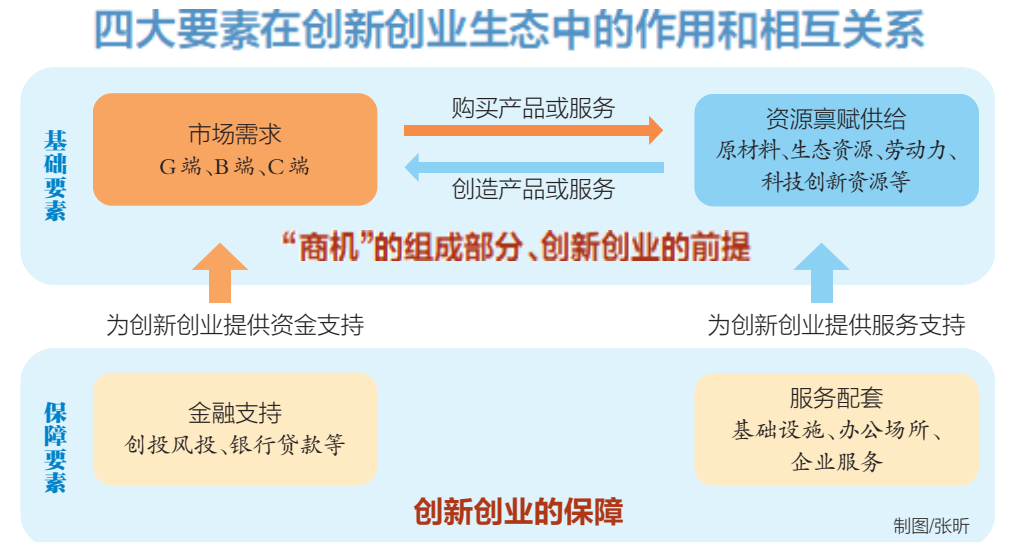 四大要素在创新创业生态中的作用和相互关系
基础要素
市场需求
G端、B端、C端
购买产品或服务
创造产品或服务
资源禀赋供给
原材料、生态资源、劳动力、
科技创新资源等
“商机”的组成部分、创新创业的前提
为创新创业提供资金支持
为创新创业提供服务支持
保障要素
金融支持
创投风投、银行贷款等
服务配套
基础设施、办公场所、
企业服务
创新创业的保障
制图/张昕